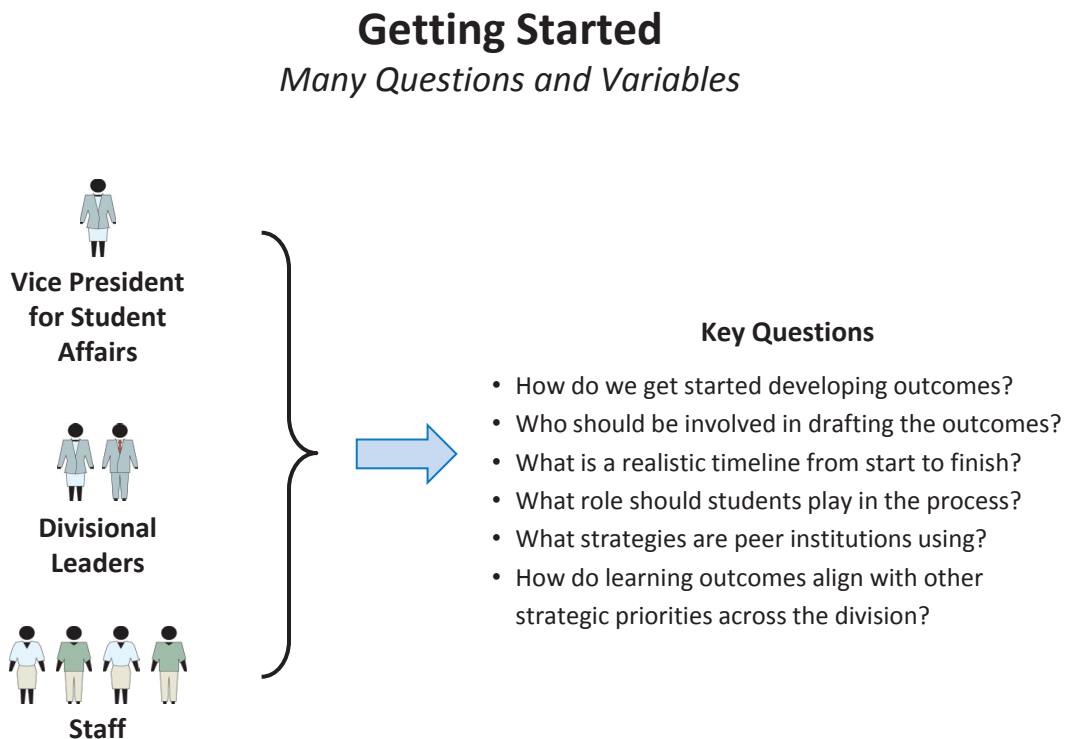 Getting Started
Many Questions and Variables
Vice President
for Student
Affairs
Divisional
Leaders
Staff
Key Questions
• How do we get started developing outcomes?
• Who should be involved in drafting the outcomes?
• What is a realistic timeline from start to finish?
• What role should students play in the process?
• What strategies are peer institutions using?
• How do learning outcomes align with other
strategic priorities across the division?